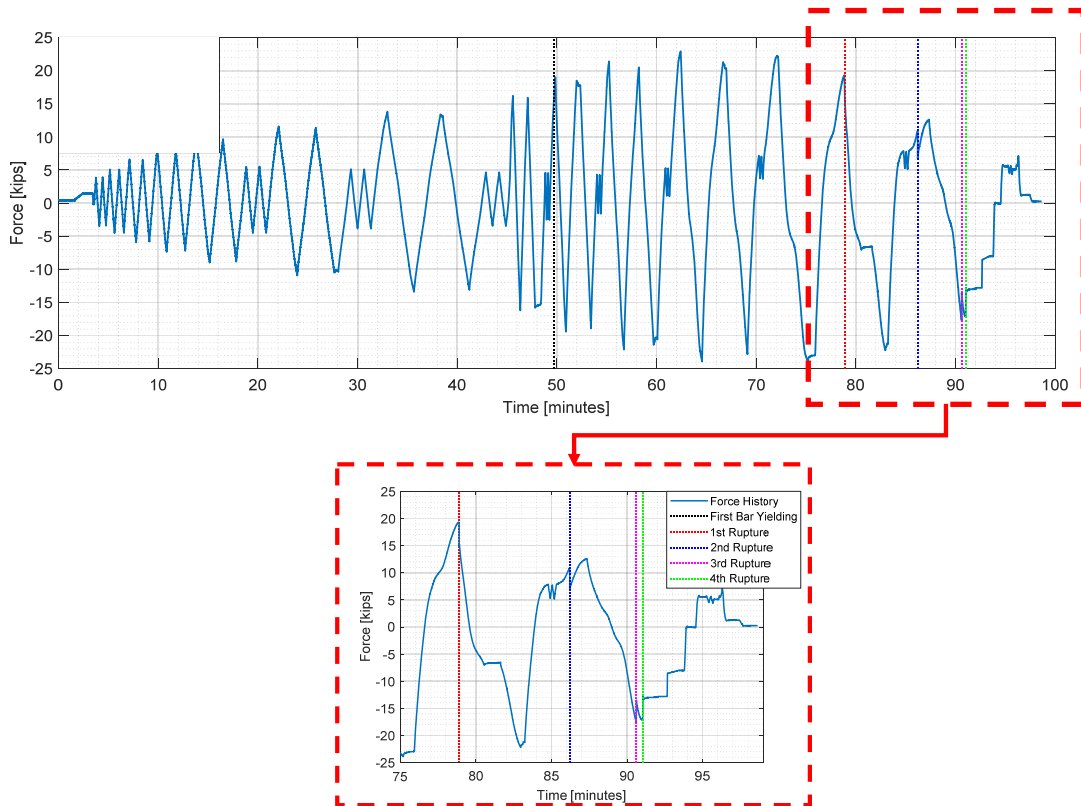 25
20
15
10
5
0
-5
-10
-15
-20
-25
Force [kips]
0 10 20 30 40 50 60 70 80 90 100
Time [minutes]
25
20
15
10
5
0
-5
-10
-15
-20
-25
Force [kips]
Force History
First Bar Yielding
1st Rupture
2nd Rupture
3rd Rupture
4th Rupture
75 80 85 90 95
Time [minutes]